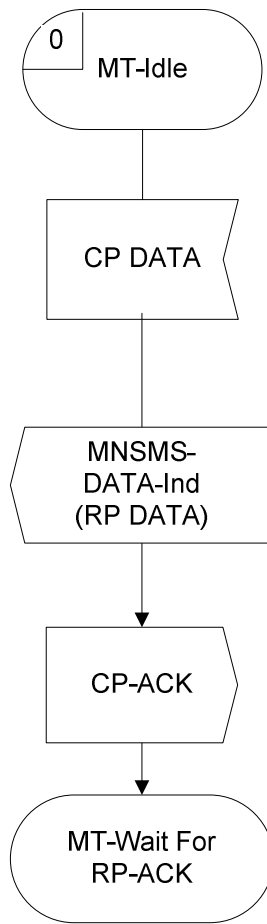 0
MT-Idle
CP DATA
MNSMS-
DATA-Ind
(RP DATA)
CP-ACK
MT-Wait For
RP-ACK